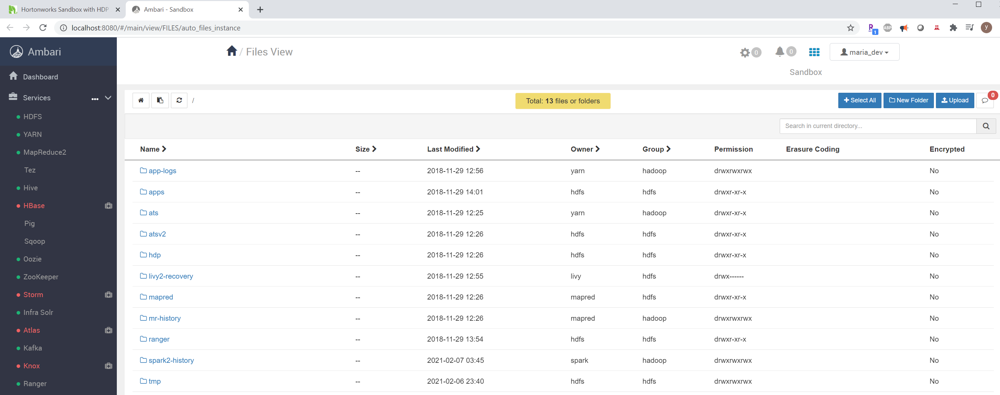 Hortonworks Sandbox with HDP
Ambari - Sandbox
localhost:8080/#/main/view/FILES/auto_files_instance
1
ABP
y
Ambari
/ Files View
0
0
maria_dev
Sandbox
Dashboard
Services
HDFS
YARN
MapReduce2
Tez
Hive
HBase
Pig
Sqoop
Oozie
ZooKeeper
Storm
Infra Solr
Atlas
Kafka
Knox
Ranger
/
Total: 13 files or folders
Select All
New Folder
Upload
0
Search in current directory...
Name Size Last Modified Owner Group Permission Erasure Coding Encrypted
app-logs -- 2018-11-29 12:56 yarn hadoop drwxrwxrwx No
apps -- 2018-11-29 14:01 hdfs hdfs drwxr-xr-x No
ats -- 2018-11-29 12:25 yarn hadoop drwxr-xr-x No
atsv2 -- 2018-11-29 12:26 hdfs hdfs drwxr-xr-x No
hdp -- 2018-11-29 12:26 hdfs hdfs drwxr-xr-x No
livy2-recovery -- 2018-11-29 12:55 livy hdfs drwx------ No
mapred -- 2018-11-29 12:26 mapred hdfs drwxr-xr-x No
mr-history -- 2018-11-29 12:26 mapred hadoop drwxrwxrwx No
ranger -- 2018-11-29 13:54 hdfs hdfs drwxr-xr-x No
spark2-history -- 2021-02-07 03:45 spark hadoop drwxrwxrwx No
tmp -- 2021-02-06 23:40 hdfs hdfs drwxrwxrwx No